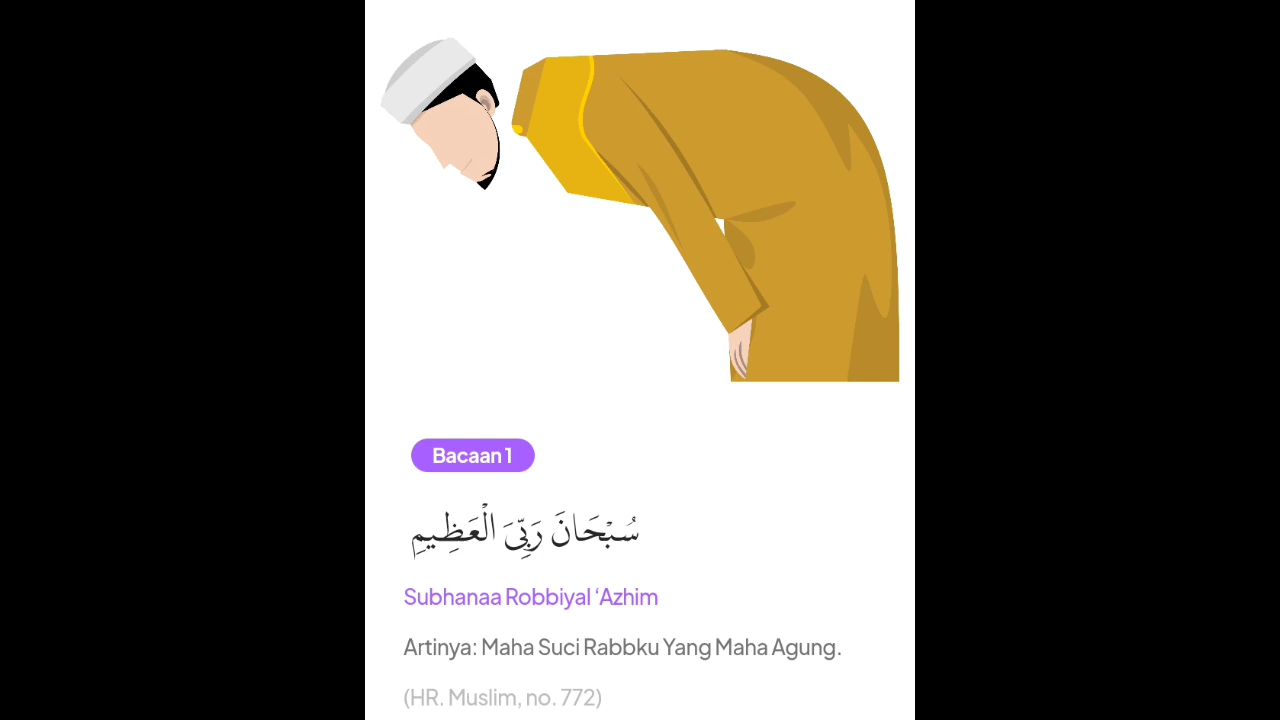 Bacaan 1
سُبْحَانَ رَبِّىَ الْعَظِيمِ
Subhanaa Robbiyal ‘Azhim
Artinya: Maha Suci Rabbku Yang Maha Agung.
(HR. Muslim, no. 772)